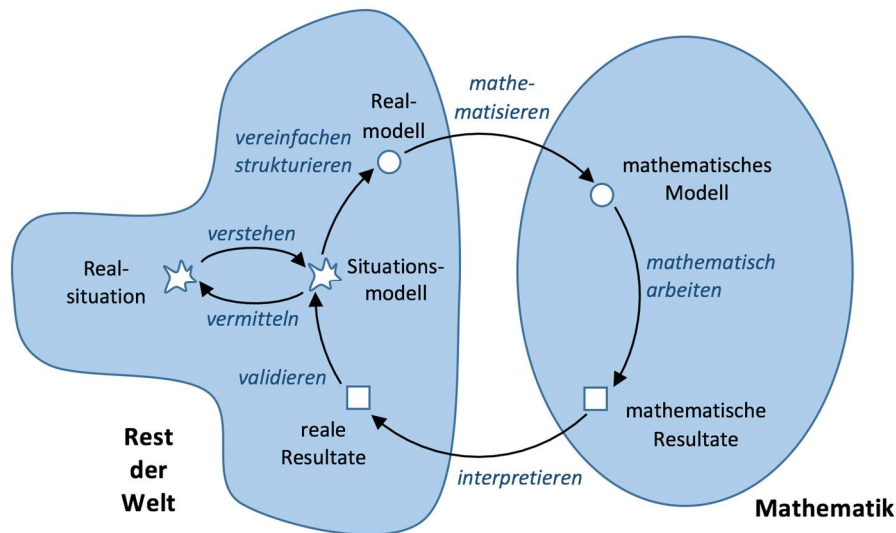 Real-
modell
mathe-
matisieren
vereinfachen
strukturieren
mathematisches
Modell
verstehen
Real-
situation
Situations-
modell
mathematisch
arbeiten
vermitteln
validieren
reale
Resultate
mathematische
Resultate
interpretieren
Rest
der
Welt
Mathematik